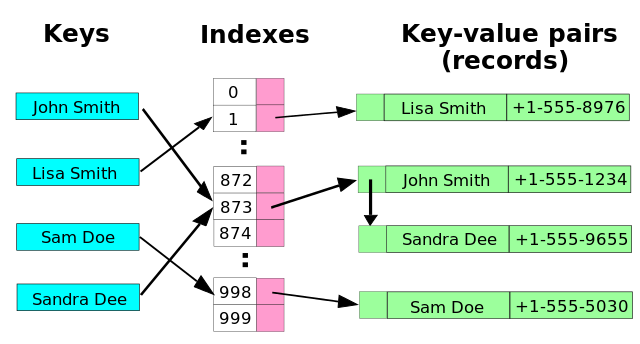 Keys Indexes Key-value pairs
(records)
0
John Smith Lisa Smith +1-555-8976
1
:
Lisa Smith 872 John Smith +1-555-1234
873
Sam Doe 874 Sandra Dee +1-555-9655
:
Sandra Dee 998 Sam Doe +1-555-5030
999